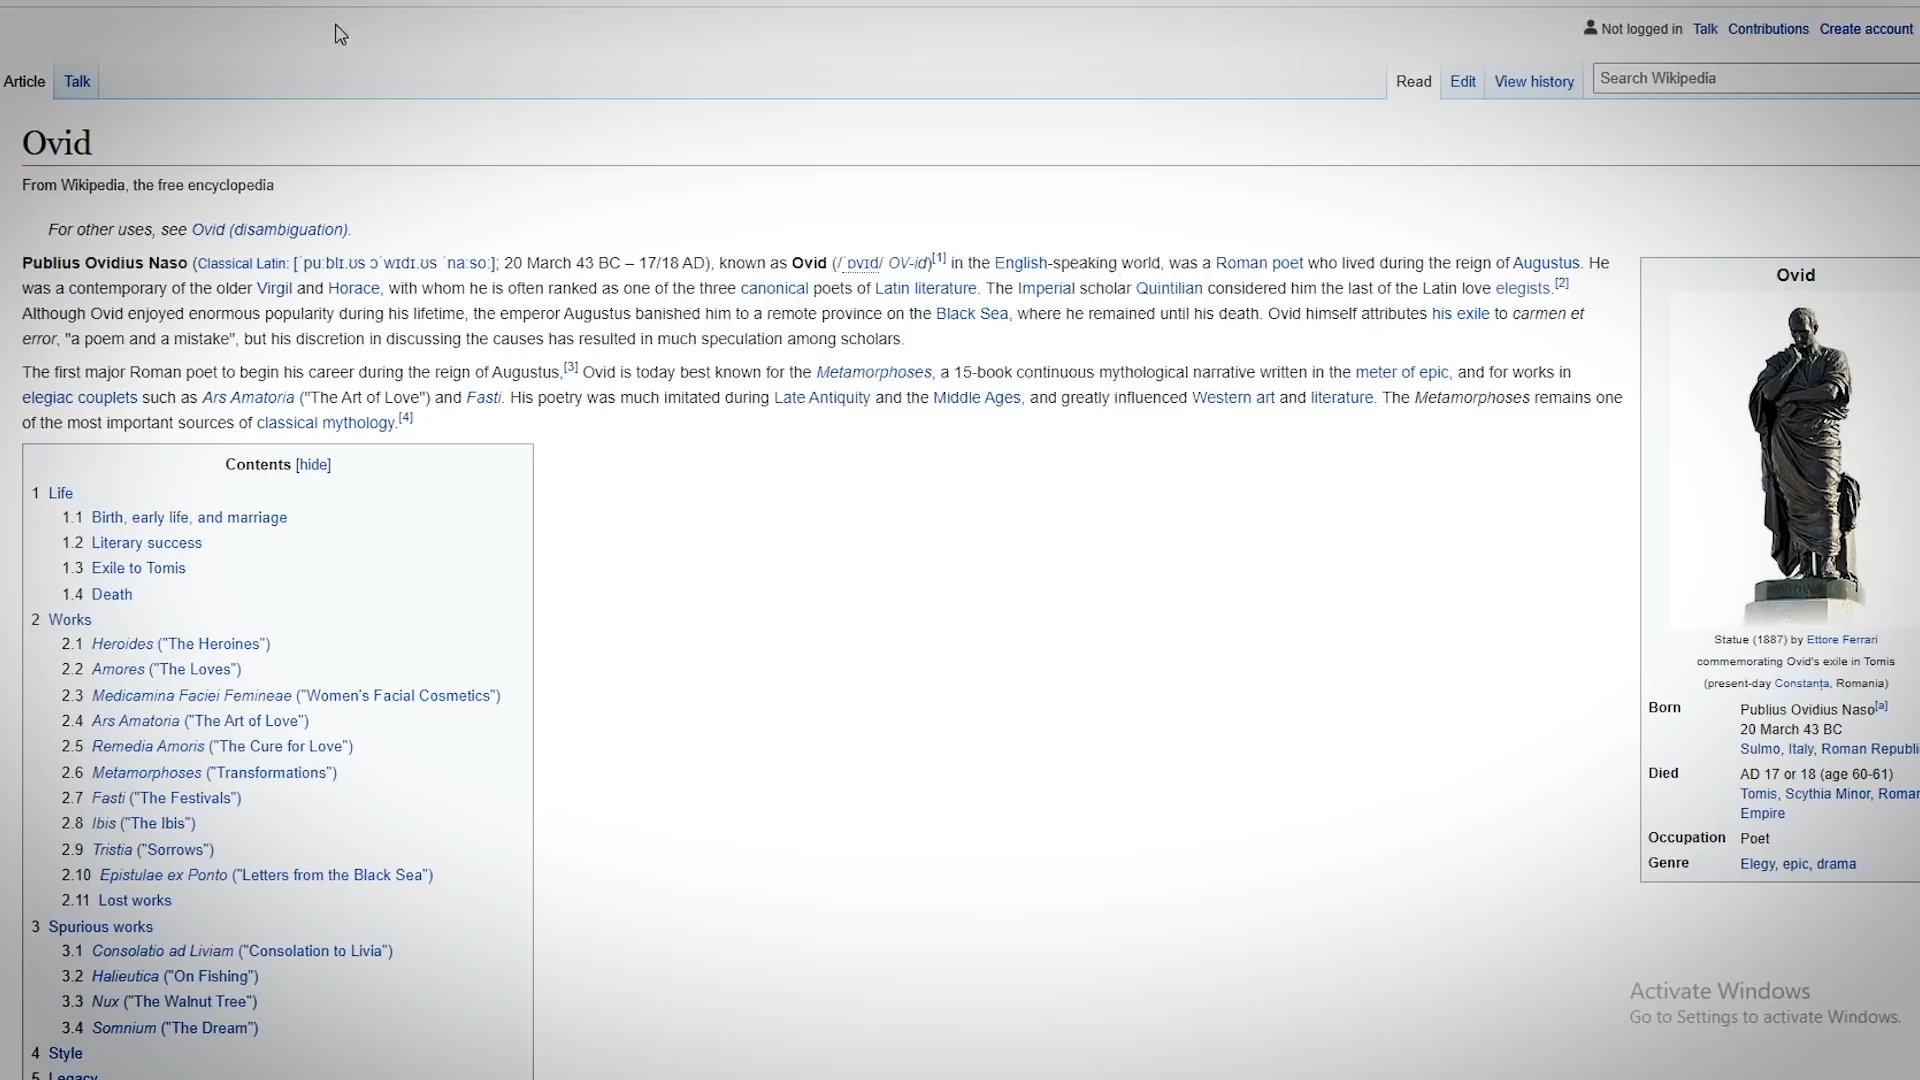 Not logged in Talk Contributions Create account
Article Talk Read Edit View history Search Wikipedia
Ovid
From Wikipedia, the free encyclopedia
For other uses, see Ovid (disambiguation).
Publius Ovidius Naso (Classical Latin: [ˈpuːblɪ.ʊs ɔˈwɪdɪ.ʊs ˈnaːsoː]; 20 March 43 BC – 17/18 AD), known as Ovid (/ˈɒvɪd/ OV-id)[1] in the English-speaking world, was a Roman poet who lived during the reign of Augustus. He
was a contemporary of the older Virgil and Horace, with whom he is often ranked as one of the three canonical poets of Latin literature. The Imperial scholar Quintilian considered him the last of the Latin love elegists.[2]
Although Ovid enjoyed enormous popularity during his lifetime, the emperor Augustus banished him to a remote province on the Black Sea, where he remained until his death. Ovid himself attributes his exile to carmen et
error, "a poem and a mistake", but his discretion in discussing the causes has resulted in much speculation among scholars.
The first major Roman poet to begin his career during the reign of Augustus,[3] Ovid is today best known for the Metamorphoses, a 15-book continuous mythological narrative written in the meter of epic, and for works in
elegiac couplets such as Ars Amatoria ("The Art of Love") and Fasti. His poetry was much imitated during Late Antiquity and the Middle Ages, and greatly influenced Western art and literature. The Metamorphoses remains one
of the most important sources of classical mythology.[4]
Contents [hide]
1 Life
1.1 Birth, early life, and marriage
1.2 Literary success
1.3 Exile to Tomis
1.4 Death
2 Works
2.1 Heroides ("The Heroines")
2.2 Amores ("The Loves")
2.3 Medicamina Faciei Femineae ("Women's Facial Cosmetics")
2.4 Ars Amatoria ("The Art of Love")
2.5 Remedia Amoris ("The Cure for Love")
2.6 Metamorphoses ("Transformations")
2.7 Fasti ("The Festivals")
2.8 Ibis ("The Ibis")
2.9 Tristia ("Sorrows")
2.10 Epistulae ex Ponto ("Letters from the Black Sea")
2.11 Lost works
3 Spurious works
3.1 Consolatio ad Liviam ("Consolation to Livia")
3.2 Halieutica ("On Fishing")
3.3 Nux ("The Walnut Tree")
3.4 Somnium ("The Dream")
4 Style
5 Legacy
Ovid
Statue (1887) by Ettore Ferrari
commemorating Ovid's exile in Tomis
(present-day Constanța, Romania)
Born Publius Ovidius Naso[a]
20 March 43 BC
Sulmo, Italy, Roman Republi
Died AD 17 or 18 (age 60-61)
Tomis, Scythia Minor, Roman
Empire
Occupation Poet
Genre Elegy, epic, drama
Activate Windows
Go to Settings to activate Windows.